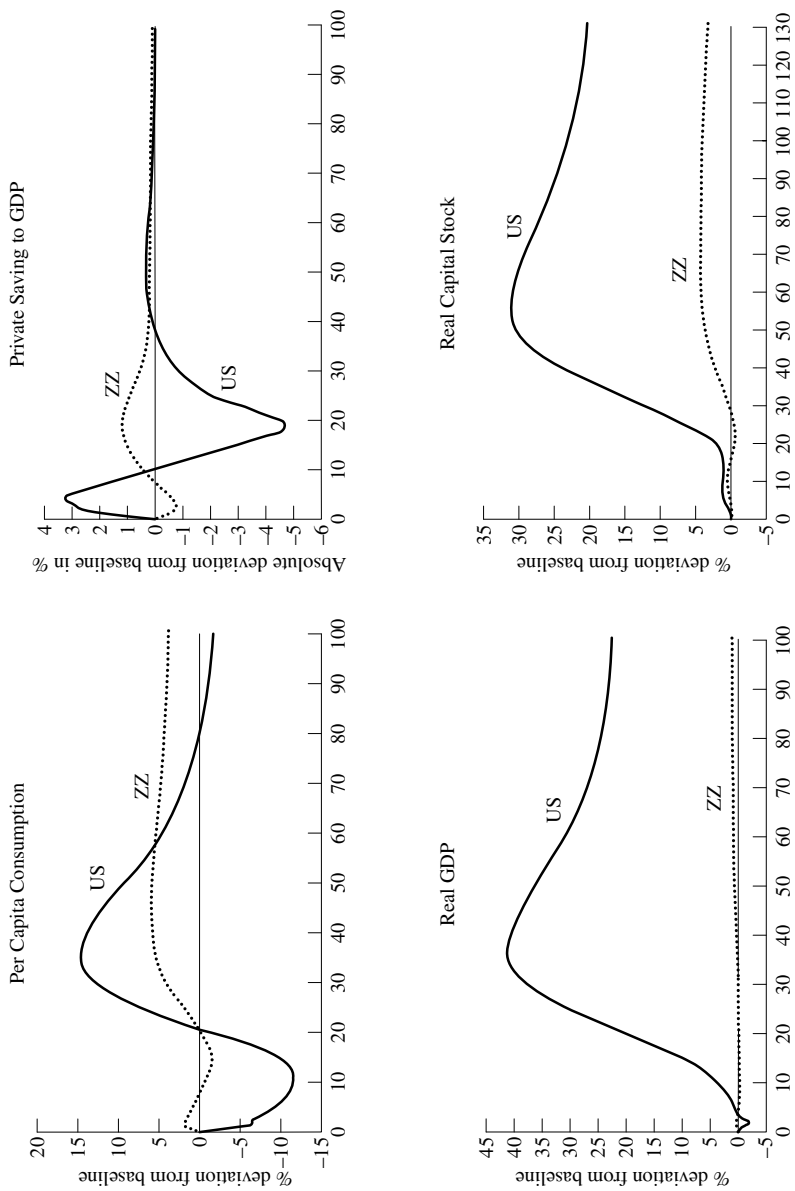 Per Capita Consumption
% deviation from baseline
20
15
10
5
0
−5
−10
−15
US
ZZ
0 10 20 30 40 50 60 70 80 90 100
Private Saving to GDP
Absolute deviation from baseline in %
4
3
2
1
0
−1
−2
−3
−4
−5
−6
ZZ
US
0 10 20 30 40 50 60 70 80 90 100
Real GDP
% deviation from baseline
45
40
35
30
25
20
15
10
5
0
−5
US
ZZ
0 10 20 30 40 50 60 70 80 90 100
Real Capital Stock
% deviation from baseline
35
30
25
20
15
10
5
0
−5
US
ZZ
0 10 20 30 40 50 60 70 80 90 100 110 120 130